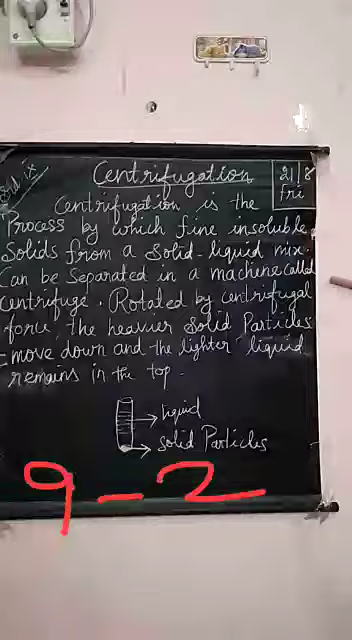 Centrifugation
21/8
fri
Centrifugation is the
Process by which fine insoluble
Solids from a Solid-liquid mix.
Can be Separated in a machine called
Centrifuge. Rotated by centrifugal
force, the heavier Solid Particles
move down and the lighter liquid
remains in the top.
liquid
Solid Particles
9-2